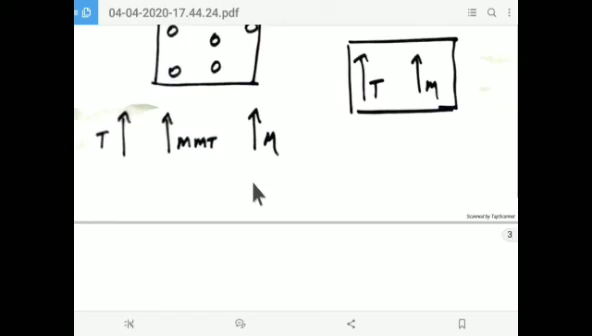 04-04-2020-17.44.24.pdf
T M
T MMT M
Scanned by TapScanner
3